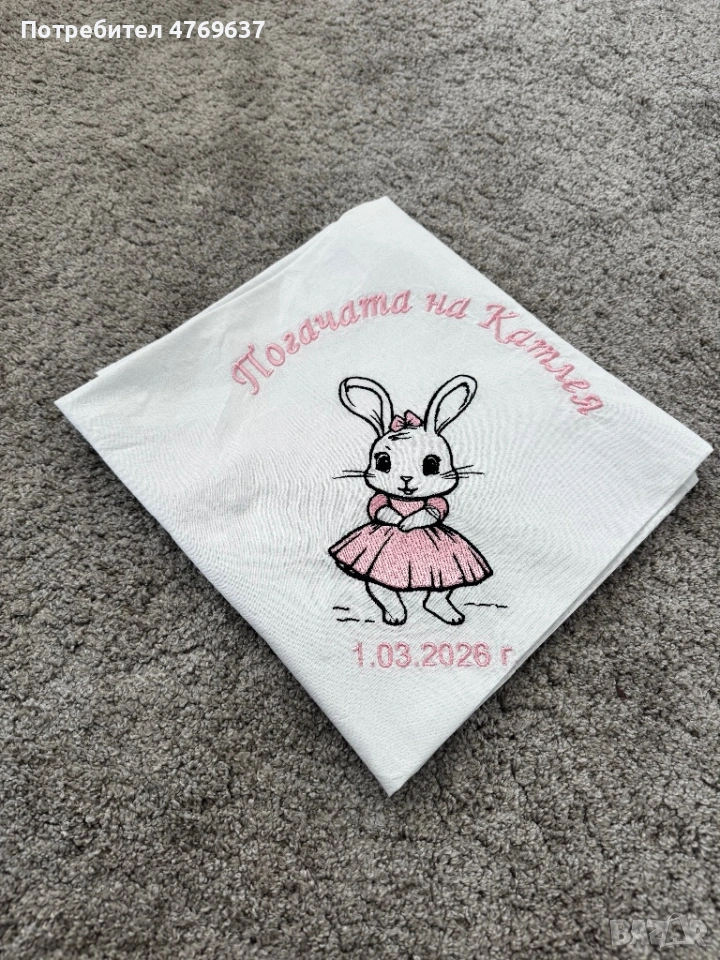 Потребител 4769637
Погачата на Катлея
1.03.2026 г.